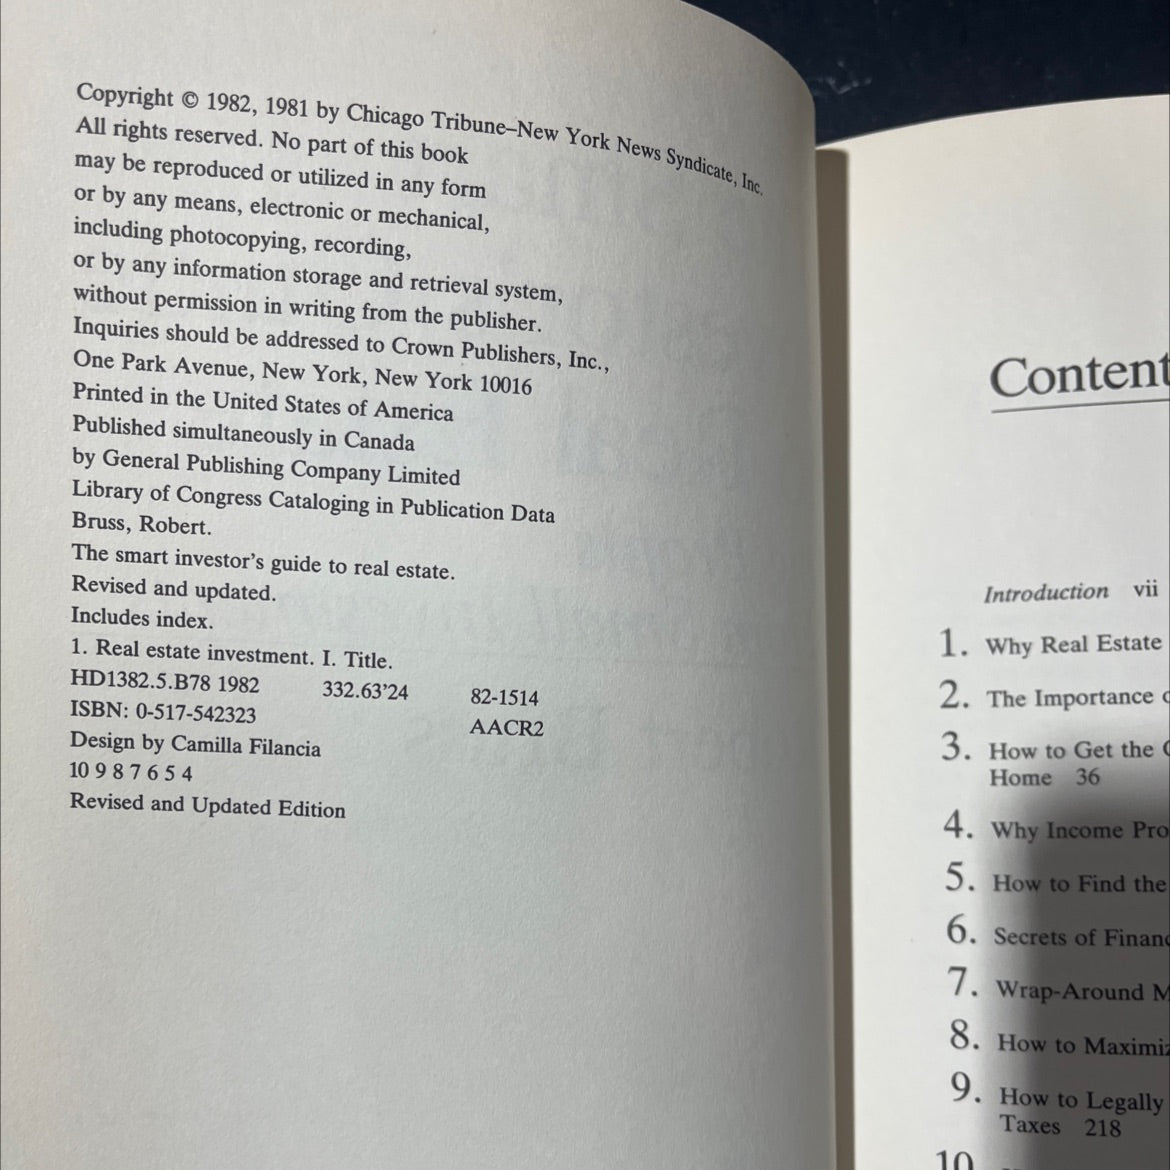 Copyright © 1982, 1981 by Chicago Tribune–New York News Syndicate, Inc.
All rights reserved. No part of this book
may be reproduced or utilized in any form
or by any means, electronic or mechanical,
including photocopying, recording,
or by any information storage and retrieval system,
without permission in writing from the publisher.
Inquiries should be addressed to Crown Publishers, Inc.,
One Park Avenue, New York, New York 10016
Printed in the United States of America
Published simultaneously in Canada
by General Publishing Company Limited
Library of Congress Cataloging in Publication Data
Bruss, Robert.
The smart investor's guide to real estate.
Revised and updated.
Includes index.
1. Real estate investment. I. Title.
HD1382.5.B78 1982 332.63'24 82-1514
ISBN: 0-517-542323 AACR2
Design by Camilla Filancia
10 9 8 7 6 5 4
Revised and Updated Edition
Content
Introduction vii
1. Why Real Estate
2. The Importance
3. How to Get the
Home 36
4. Why Income Pro
5. How to Find the
6. Secrets of Financ
7. Wrap-Around M
8. How to Maximiz
9. How to Legally
Taxes 218
10